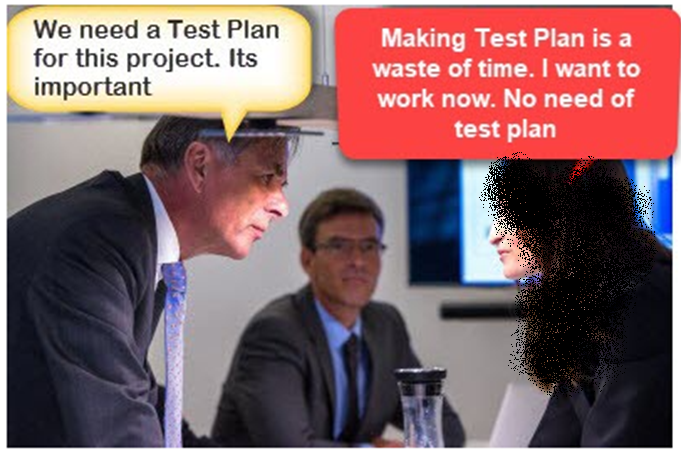 We need a Test Plan
for this project. Its
important
Making Test Plan is a
waste of time. I want to
work now. No need of
test plan